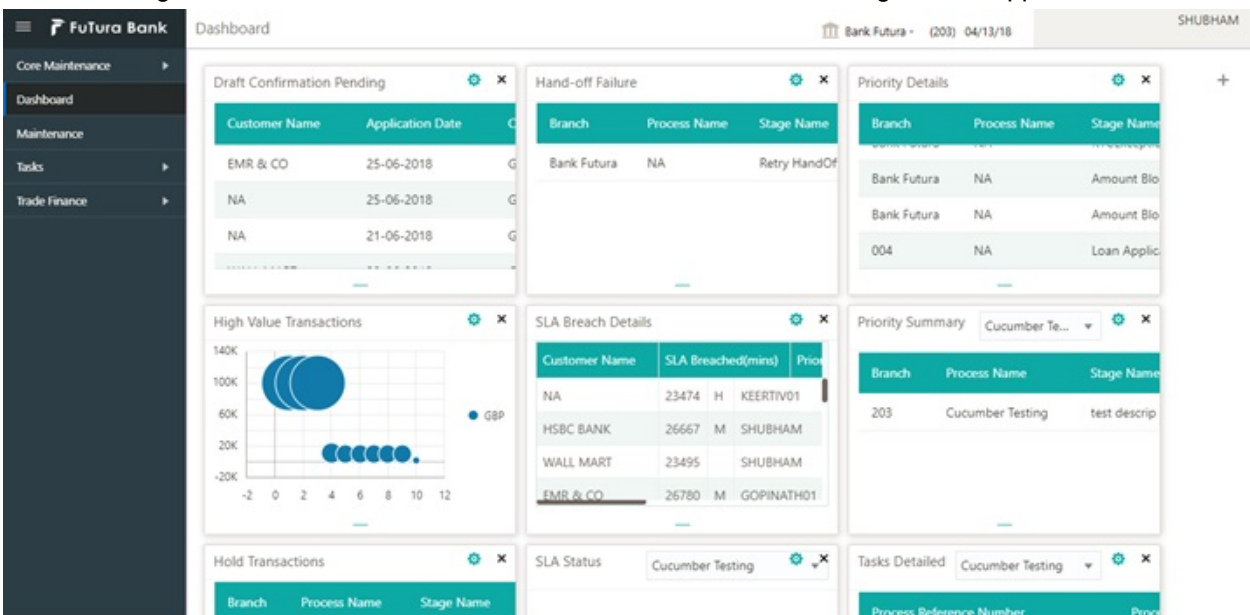 FuTura Bank
Dashboard
Bank Futura - (203) 04/13/18
SHUBHAM
Core Maintenance
Dashboard
Maintenance
Tasks
Trade Finance
Draft Confirmation Pending
Customer Name Application Date C
EMR & CO 25-06-2018 G
NA 25-06-2018 G
NA 21-06-2018 G
Hand-off Failure
Branch Process Name Stage Name
Bank Futura NA Retry HandOf
Priority Details
Branch Process Name Stage Name
Bank Futura NA Amount Blo
Bank Futura NA Amount Blo
004 NA Loan Applic
High Value Transactions
140K
100K
60K
20K
-20K
-2 0 2 4 6 8 10 12
GBP
SLA Breach Details
Customer Name SLA Breached(mins) Prior
NA 23474 H KEERTIV01
HSBC BANK 26667 M SHUBHAM
WALL MART 23495 SHUBHAM
EMR & CO 26780 M GOPINATH01
Priority Summary Cucumber Te...
Branch Process Name Stage Name
203 Cucumber Testing test descrip
Hold Transactions
Branch Process Name Stage Name
SLA Status Cucumber Testing
Tasks Detailed Cucumber Testing
Process Reference Number Proce